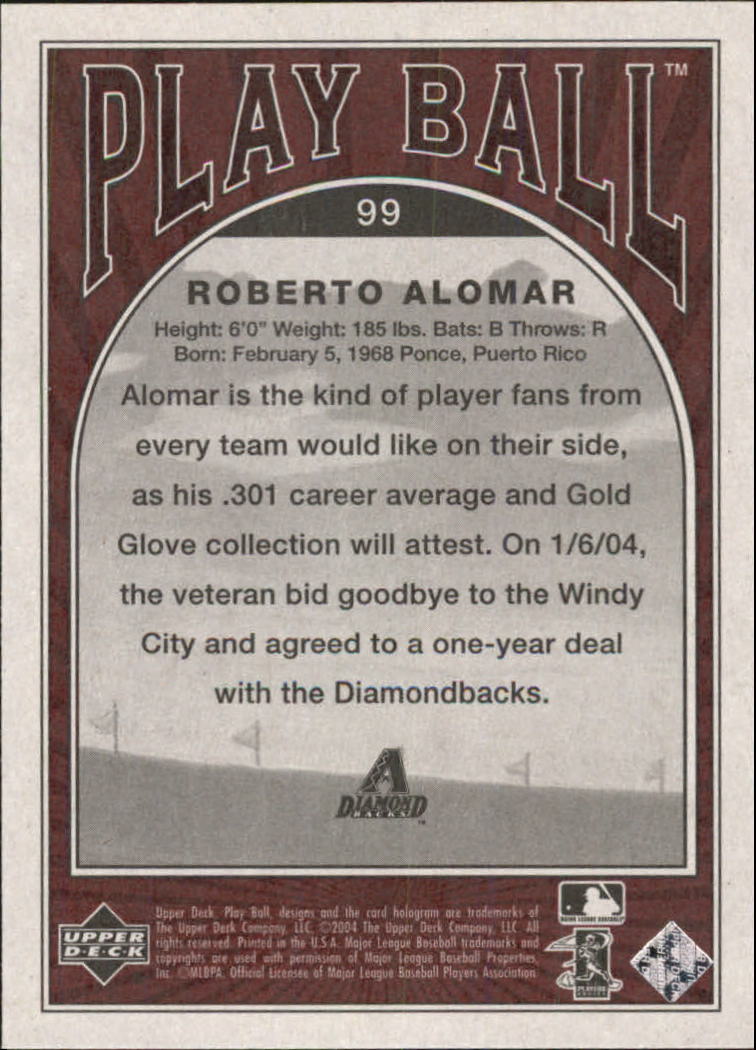 PLAY BALL™
99
ROBERTO ALOMAR
Height: 6'0" Weight: 185 lbs. Bats: B Throws: R
Born: February 5, 1968 Ponce, Puerto Rico
Alomar is the kind of player fans from
every team would like on their side,
as his .301 career average and Gold
Glove collection will attest. On 1/6/04,
the veteran bid goodbye to the Windy
City and agreed to a one-year deal
with the Diamondbacks.
A
DIAMOND
BACKS™
UPPER
D·E·C·K
Upper Deck, Play Ball, designs and the card hologram are trademarks of
The Upper Deck Company, LLC. ©2004 The Upper Deck Company, LLC. All
rights reserved. Printed in the U.S.A. Major League Baseball trademarks and
copyrights are used with permission of Major League Baseball Properties,
Inc. ©MLBPA. Official Licensee of Major League Baseball Players Association.
MAJOR LEAGUE BASEBALL
PLAYERS
CHOICE